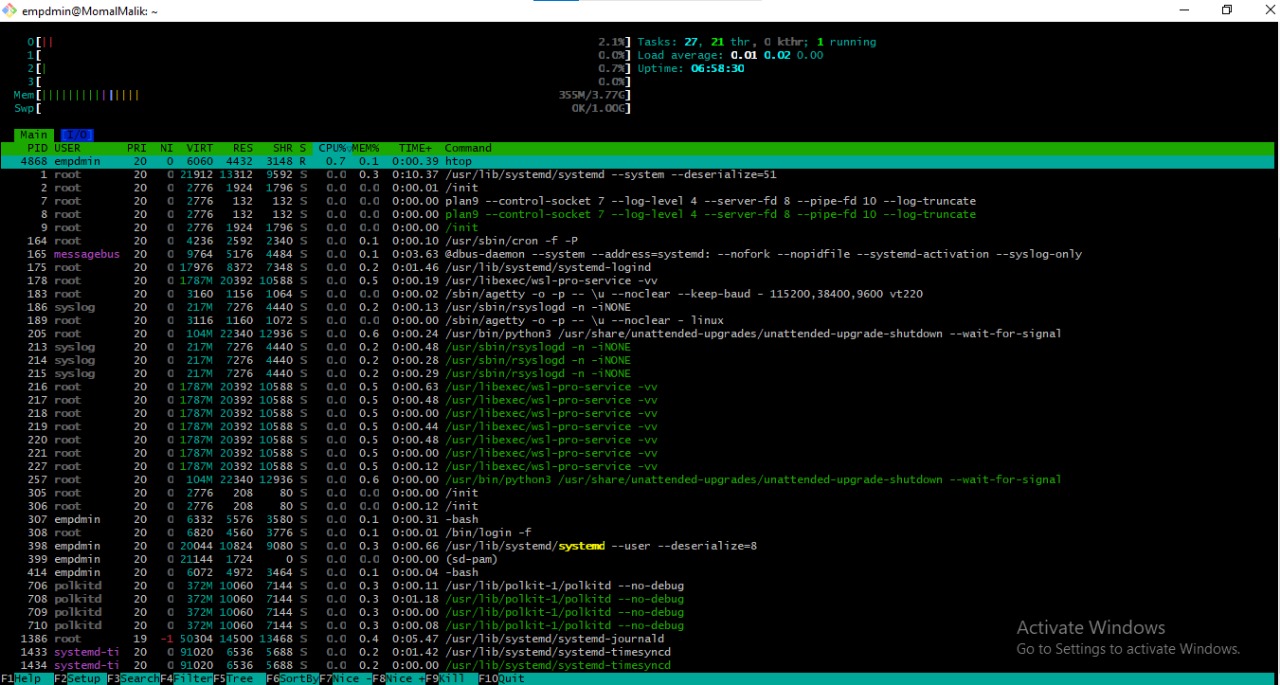 empdmin@MomalMalik: ~
0[|| 2.1%] Tasks: 27, 21 thr, 0 kthr; 1 running
1[ 0.0%] Load average: 0.01 0.02 0.00
2[| 0.7%] Uptime: 06:58:30
3[ 0.0%]
Mem[||||||||||||||||| 355M/3.77G]
Swp[ 0K/1.00G]
Main I/O
PID USER PRI NI VIRT RES SHR S CPU%▽MEM% TIME+ Command
4868 empdmin 20 0 6060 4432 3148 R 0.7 0.1 0:00.39 htop
1 root 20 0 21912 13312 9592 S 0.0 0.3 0:10.37 /usr/lib/systemd/systemd --system --deserialize=51
2 root 20 0 2776 1924 1796 S 0.0 0.0 0:00.01 /init
7 root 20 0 2776 132 132 S 0.0 0.0 0:00.00 plan9 --control-socket 7 --log-level 4 --server-fd 8 --pipe-fd 10 --log-truncate
8 root 20 0 2776 132 132 S 0.0 0.0 0:00.00 plan9 --control-socket 7 --log-level 4 --server-fd 8 --pipe-fd 10 --log-truncate
9 root 20 0 2776 1924 1796 S 0.0 0.0 0:00.00 /init
164 root 20 0 4236 2592 2340 S 0.0 0.1 0:00.10 /usr/sbin/cron -f -P
165 messagebus 20 0 9764 5176 4484 S 0.0 0.1 0:03.63 @dbus-daemon --system --address=systemd: --nofork --nopidfile --systemd-activation --syslog-only
175 root 20 0 17976 8372 7348 S 0.0 0.2 0:01.46 /usr/lib/systemd/systemd-logind
178 root 20 0 1787M 20392 10588 S 0.0 0.5 0:00.19 /usr/libexec/wsl-pro-service -vv
183 root 20 0 3160 1156 1064 S 0.0 0.0 0:00.02 /sbin/agetty -o -p -- \u --noclear --keep-baud - 115200,38400,9600 vt220
186 syslog 20 0 217M 7276 4440 S 0.0 0.2 0:00.13 /usr/sbin/rsyslogd -n -iNONE
189 root 20 0 3116 1160 1072 S 0.0 0.0 0:00.00 /sbin/agetty -o -p -- \u --noclear - linux
205 root 20 0 104M 22340 12936 S 0.0 0.6 0:00.24 /usr/bin/python3 /usr/share/unattended-upgrades/unattended-upgrade-shutdown --wait-for-signal
213 syslog 20 0 217M 7276 4440 S 0.0 0.2 0:00.48 /usr/sbin/rsyslogd -n -iNONE
214 syslog 20 0 217M 7276 4440 S 0.0 0.2 0:00.28 /usr/sbin/rsyslogd -n -iNONE
215 syslog 20 0 217M 7276 4440 S 0.0 0.2 0:00.29 /usr/sbin/rsyslogd -n -iNONE
216 root 20 0 1787M 20392 10588 S 0.0 0.5 0:00.63 /usr/libexec/wsl-pro-service -vv
217 root 20 0 1787M 20392 10588 S 0.0 0.5 0:00.48 /usr/libexec/wsl-pro-service -vv
218 root 20 0 1787M 20392 10588 S 0.0 0.5 0:00.00 /usr/libexec/wsl-pro-service -vv
219 root 20 0 1787M 20392 10588 S 0.0 0.5 0:00.44 /usr/libexec/wsl-pro-service -vv
220 root 20 0 1787M 20392 10588 S 0.0 0.5 0:00.48 /usr/libexec/wsl-pro-service -vv
221 root 20 0 1787M 20392 10588 S 0.0 0.5 0:00.00 /usr/libexec/wsl-pro-service -vv
227 root 20 0 1787M 20392 10588 S 0.0 0.5 0:00.12 /usr/libexec/wsl-pro-service -vv
257 root 20 0 104M 22340 12936 S 0.0 0.6 0:00.00 /usr/bin/python3 /usr/share/unattended-upgrades/unattended-upgrade-shutdown --wait-for-signal
305 root 20 0 2776 208 80 S 0.0 0.0 0:00.00 /init
306 root 20 0 2776 208 80 S 0.0 0.0 0:00.12 /init
307 empdmin 20 0 6332 5576 3580 S 0.0 0.1 0:00.31 -bash
308 root 20 0 6820 4560 3776 S 0.0 0.1 0:00.01 /bin/login -f
398 empdmin 20 0 20044 10824 9080 S 0.0 0.3 0:00.66 /usr/lib/systemd/systemd --user --deserialize=8
399 empdmin 20 0 21144 1724 0 S 0.0 0.0 0:00.00 (sd-pam)
414 empdmin 20 0 6072 4972 3464 S 0.0 0.1 0:00.04 -bash
706 polkitd 20 0 372M 10060 7144 S 0.0 0.3 0:00.11 /usr/lib/polkit-1/polkitd --no-debug
708 polkitd 20 0 372M 10060 7144 S 0.0 0.3 0:01.18 /usr/lib/polkit-1/polkitd --no-debug
709 polkitd 20 0 372M 10060 7144 S 0.0 0.3 0:00.00 /usr/lib/polkit-1/polkitd --no-debug
710 polkitd 20 0 372M 10060 7144 S 0.0 0.3 0:00.08 /usr/lib/polkit-1/polkitd --no-debug
1386 root 19 -1 50304 14500 13468 S 0.0 0.4 0:05.47 /usr/lib/systemd/systemd-journald
1433 systemd-ti 20 0 91020 6536 5688 S 0.0 0.2 0:01.42 /usr/lib/systemd/systemd-timesyncd
1434 systemd-ti 20 0 91020 6536 5688 S 0.0 0.2 0:00.00 /usr/lib/systemd/systemd-timesyncd
F1Help F2Setup F3SearchF4FilterF5Tree F6SortByF7Nice -F8Nice +F9Kill F10Quit
Activate Windows
Go to Settings to activate Windows.